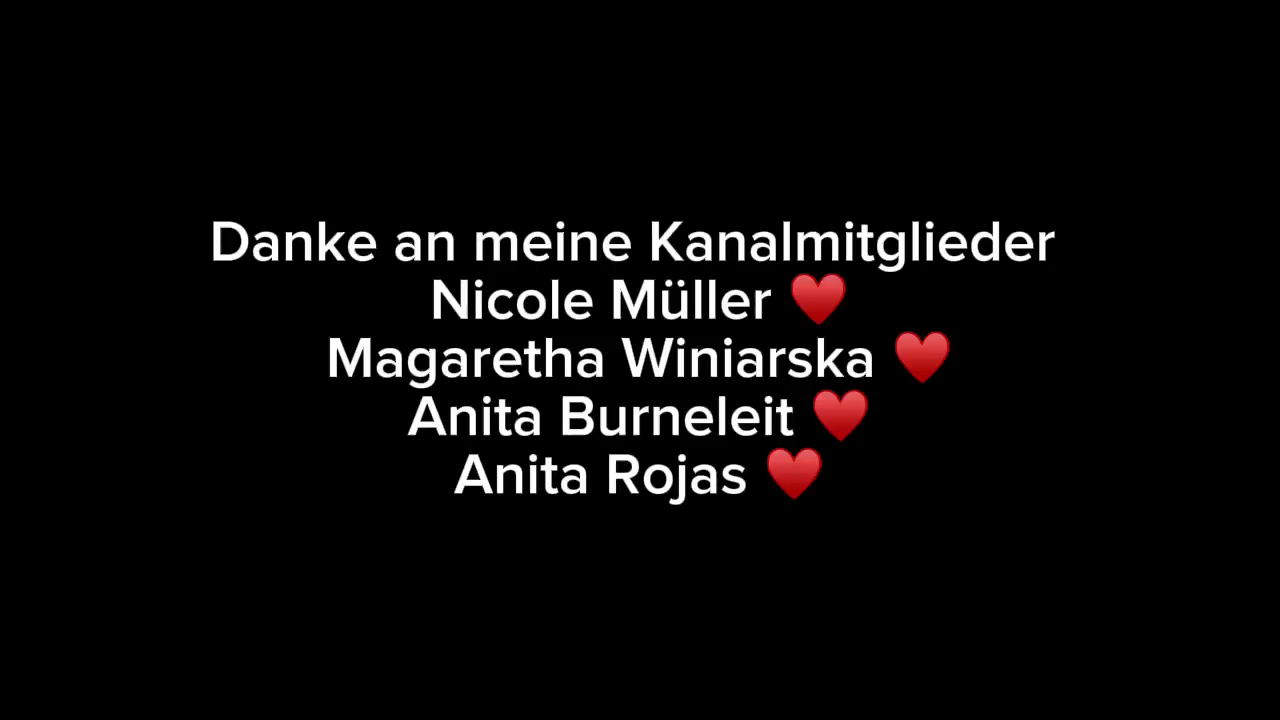 Danke an meine Kanalmitglieder
Nicole Müller ♥️
Magaretha Winiarska ♥️
Anita Burneleit ♥️
Anita Rojas ♥️